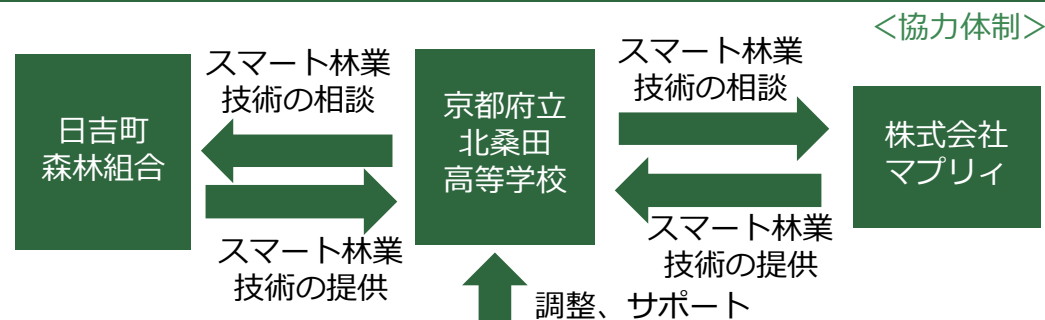 <協力体制>
スマート林業
技術の相談
スマート林業
技術の相談
日吉町
森林組合
京都府立
北桑田
高等学校
株式会社
マプリィ
スマート林業
技術の提供
スマート林業
技術の提供
調整、サポート